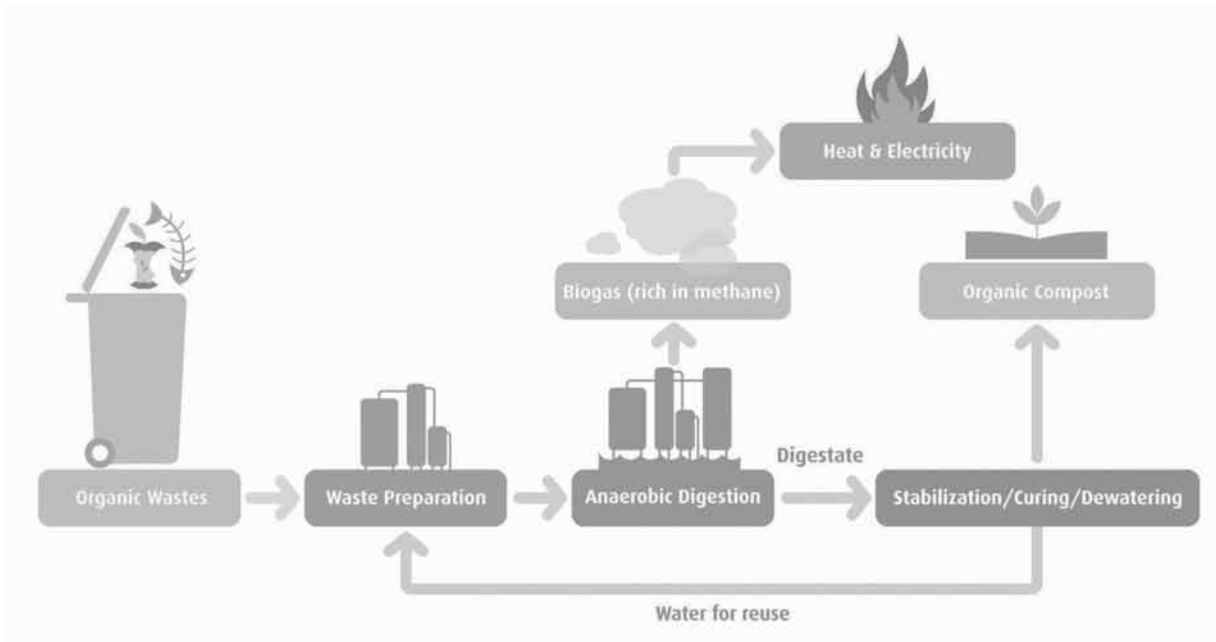 Heat & Electricity
Biogas (rich in methane)
Organic Compost
Digestate
Organic Wastes
Waste Preparation
Anaerobic Digestion
Stabilization/Curing/Dewatering
Water for reuse